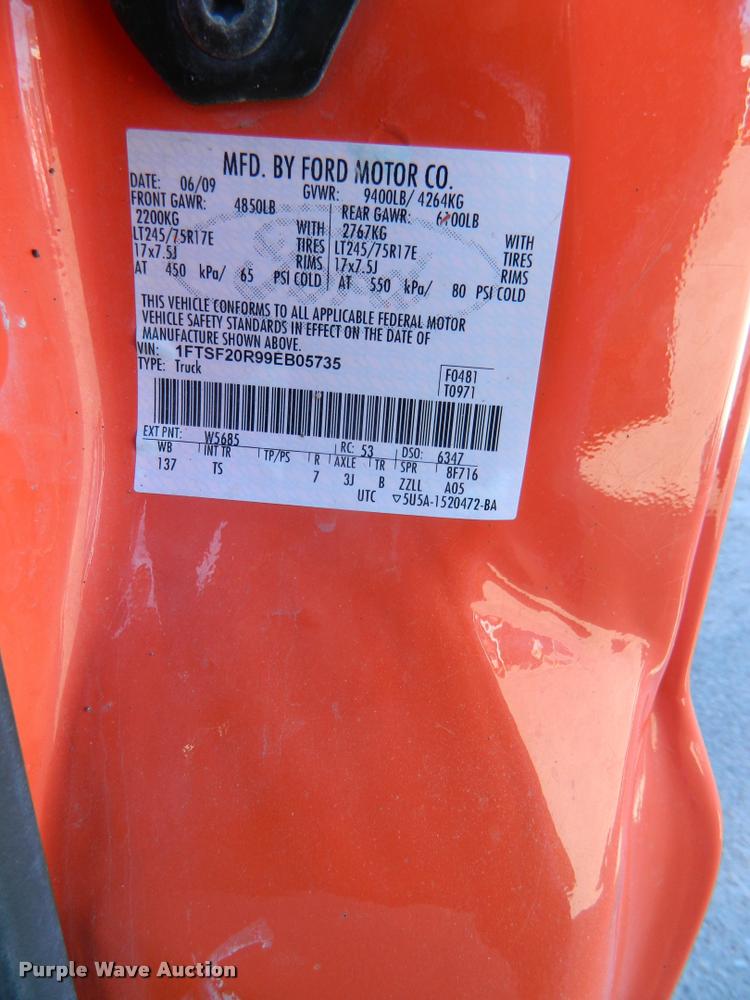 MFD. BY FORD MOTOR CO.
DATE: 06/09 GVWR: 9400LB/ 4264KG
FRONT GAWR: 4850LB REAR GAWR: 6100LB
2200KG WITH 2767KG WITH
LT245/75R17E TIRES LT245/75R17E TIRES
17x7.5J RIMS 17x7.5J RIMS
AT 450 kPa/ 65 PSI COLD AT 550 kPa/ 80 PSI COLD
THIS VEHICLE CONFORMS TO ALL APPLICABLE FEDERAL MOTOR
VEHICLE SAFETY STANDARDS IN EFFECT ON THE DATE OF
MANUFACTURE SHOWN ABOVE.
VIN: 1FTSF20R99EB05735
TYPE: Truck
F0481
T0971
EXT PNT: W5685 RC: 53 DSO: 6347
WB INT TR TP/PS R AXLE TR SPR 8F716
137 TS 7 3J B ZZLL A05
UTC ▽5U5A-1520472-BA
Purple Wave Auction